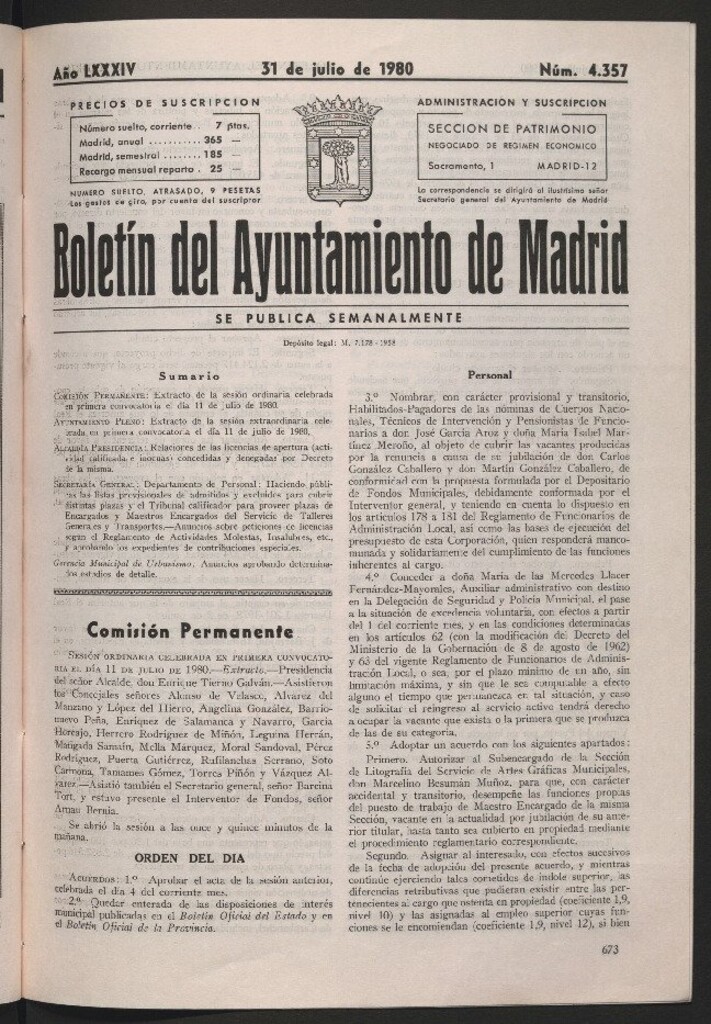 Año LXXXIV 31 de julio de 1980 Núm. 4.357
PRECIOS DE SUSCRIPCION
Número suelto, corriente . . 7 ptas.
Madrid, anual . . . . . . . . . . . 365 —
Madrid, semestral . . . . . . . . 185 —
Recargo mensual reparto . 25 —
NUMERO SUELTO, ATRASADO, 9 PESETAS
Los gastos de giro, por cuenta del suscriptor
ADMINISTRACION Y SUSCRIPCION
SECCION DE PATRIMONIO
NEGOCIADO DE REGIMEN ECONOMICO
Sacramento, 1 MADRID-12
La correspondencia se dirigirá al ilustrísimo señor
Secretario general del Ayuntamiento de Madrid
Boletín del Ayuntamiento de Madrid
SE PUBLICA SEMANALMENTE
Depósito legal: M. 7.178 - 1958
Sumario
COMISIÓN PERMANENTE: Extracto de la sesión ordinaria celebrada
en primera convocatoria el día 11 de julio de 1980.
AYUNTAMIENTO PLENO: Extracto de la sesión extraordinaria cele-
brada en primera convocatoria el día 11 de julio de 1980.
ALCALDÍA PRESIDENCIA: Relaciones de las licencias de apertura (acti-
vidad calificada e inocuas) concedidas y denegadas por Decreto
de la misma.
SECRETARÍA GENERAL: Departamento de Personal: Haciendo públi-
cas las listas provisionales de admitidos y excluidos para cubrir
distintas plazas y el Tribunal calificador para proveer plazas de
Encargados y Maestros Encargados del Servicio de Talleres
Generales y Transportes.—Anuncios sobre peticiones de licencias
según el Reglamento de Actividades Molestas, Insalubres, etc.,
y aprobando los expedientes de contribuciones especiales.
Gerencia Municipal de Urbanismo: Anuncios aprobando determina-
dos estudios de detalle.
Comisión Permanente
SESIÓN ORDINARIA CELEBRADA EN PRIMERA CONVOCATO-
RIA EL DÍA 11 DE JULIO DE 1980.—Extracto.—Presidencia
del señor Alcalde, don Enrique Tierno Galván.—Asistieron
los Concejales señores Alonso de Velasco, Alvarez del
Manzano y López del Hierro, Angelina González, Barrio-
nuevo Peña, Enríquez de Salamanca y Navarro, García
Horcajo, Herrero Rodríguez de Miñón, Leguina Herrán,
Mangada Samaín, Mella Márquez, Moral Sandoval, Pérez
Rodríguez, Puerta Gutiérrez, Rafilanchas Serrano, Soto
Carmona, Tamames Gómez, Torres Piñón y Vázquez Al-
varez.—Asistió también el Secretario general, señor Barcina
Tort, y estuvo presente el Interventor de Fondos, señor
Arnau Bernia.
Se abrió la sesión a las once y quince minutos de la
mañana.
ORDEN DEL DIA
ACUERDOS: 1.º Aprobar el acta de la sesión anterior,
celebrada el día 4 del corriente mes.
2.º Quedar enterada de las disposiciones de interés
municipal publicadas en el Boletín Oficial del Estado y en
el Boletín Oficial de la Provincia.
Personal
3.º Nombrar, con carácter provisional y transitorio,
Habilitados-Pagadores de las nóminas de Cuerpos Nacio-
nales, Técnicos de Intervención y Pensionistas de Funcio-
narios a don José García Aroz y doña María Isabel Mar-
tínez Meroño, al objeto de cubrir las vacantes producidas
por la renuncia a causa de su jubilación de don Carlos
González Caballero y don Martín González Caballero, de
conformidad con la propuesta formulada por el Depositario
de Fondos Municipales, debidamente conformada por el
Interventor general, y teniendo en cuenta lo dispuesto en
los artículos 178 a 181 del Reglamento de Funcionarios de
Administración Local, así como las bases de ejecución del
presupuesto de esta Corporación, quien responderá manco-
munada y solidariamente del cumplimiento de las funciones
inherentes al cargo.
4.º Conceder a doña María de las Mercedes Llacer
Fernández-Mayorales, Auxiliar administrativo con destino
en la Delegación de Seguridad y Policía Municipal, el pase
a la situación de excedencia voluntaria, con efectos a partir
del 1 del corriente mes, y en las condiciones determinadas
en los artículos 62 (con la modificación del Decreto del
Ministerio de la Gobernación de 8 de agosto de 1962)
y 63 del vigente Reglamento de Funcionarios de Adminis-
tración Local, o sea, por el plazo mínimo de un año, sin
limitación máxima, y sin que le sea computable a efecto
alguno el tiempo que permanezca en tal situación, y caso
de solicitar el reingreso al servicio activo tendrá derecho
a ocupar la vacante que exista o la primera que se produzca
de las de su categoría.
5.º Adoptar un acuerdo con los siguientes apartados:
Primero. Autorizar al Subencargado de la Sección
de Litografía del Servicio de Artes Gráficas Municipales,
don Marcelino Besumán Muñoz, para que, con carácter
accidental y transitorio, desempeñe las funciones propias
del puesto de trabajo de Maestro Encargado de la misma
Sección, vacante en la actualidad por jubilación de su ante-
rior titular, hasta tanto sea cubierto en propiedad mediante
el procedimiento reglamentario correspondiente.
Segundo. Asignar al interesado, con efectos sucesivos
de la fecha de adopción del presente acuerdo, y mientras
continúe ejerciendo tales cometidos de índole superior, las
diferencias retributivas que pudieran existir entre las per-
tenecientes al cargo que ostenta en propiedad (coeficiente 1,9,
nivel 10) y las asignadas al empleo superior cuyas fun-
ciones se le encomiendan (coeficiente 1,9, nivel 12), si bien
673